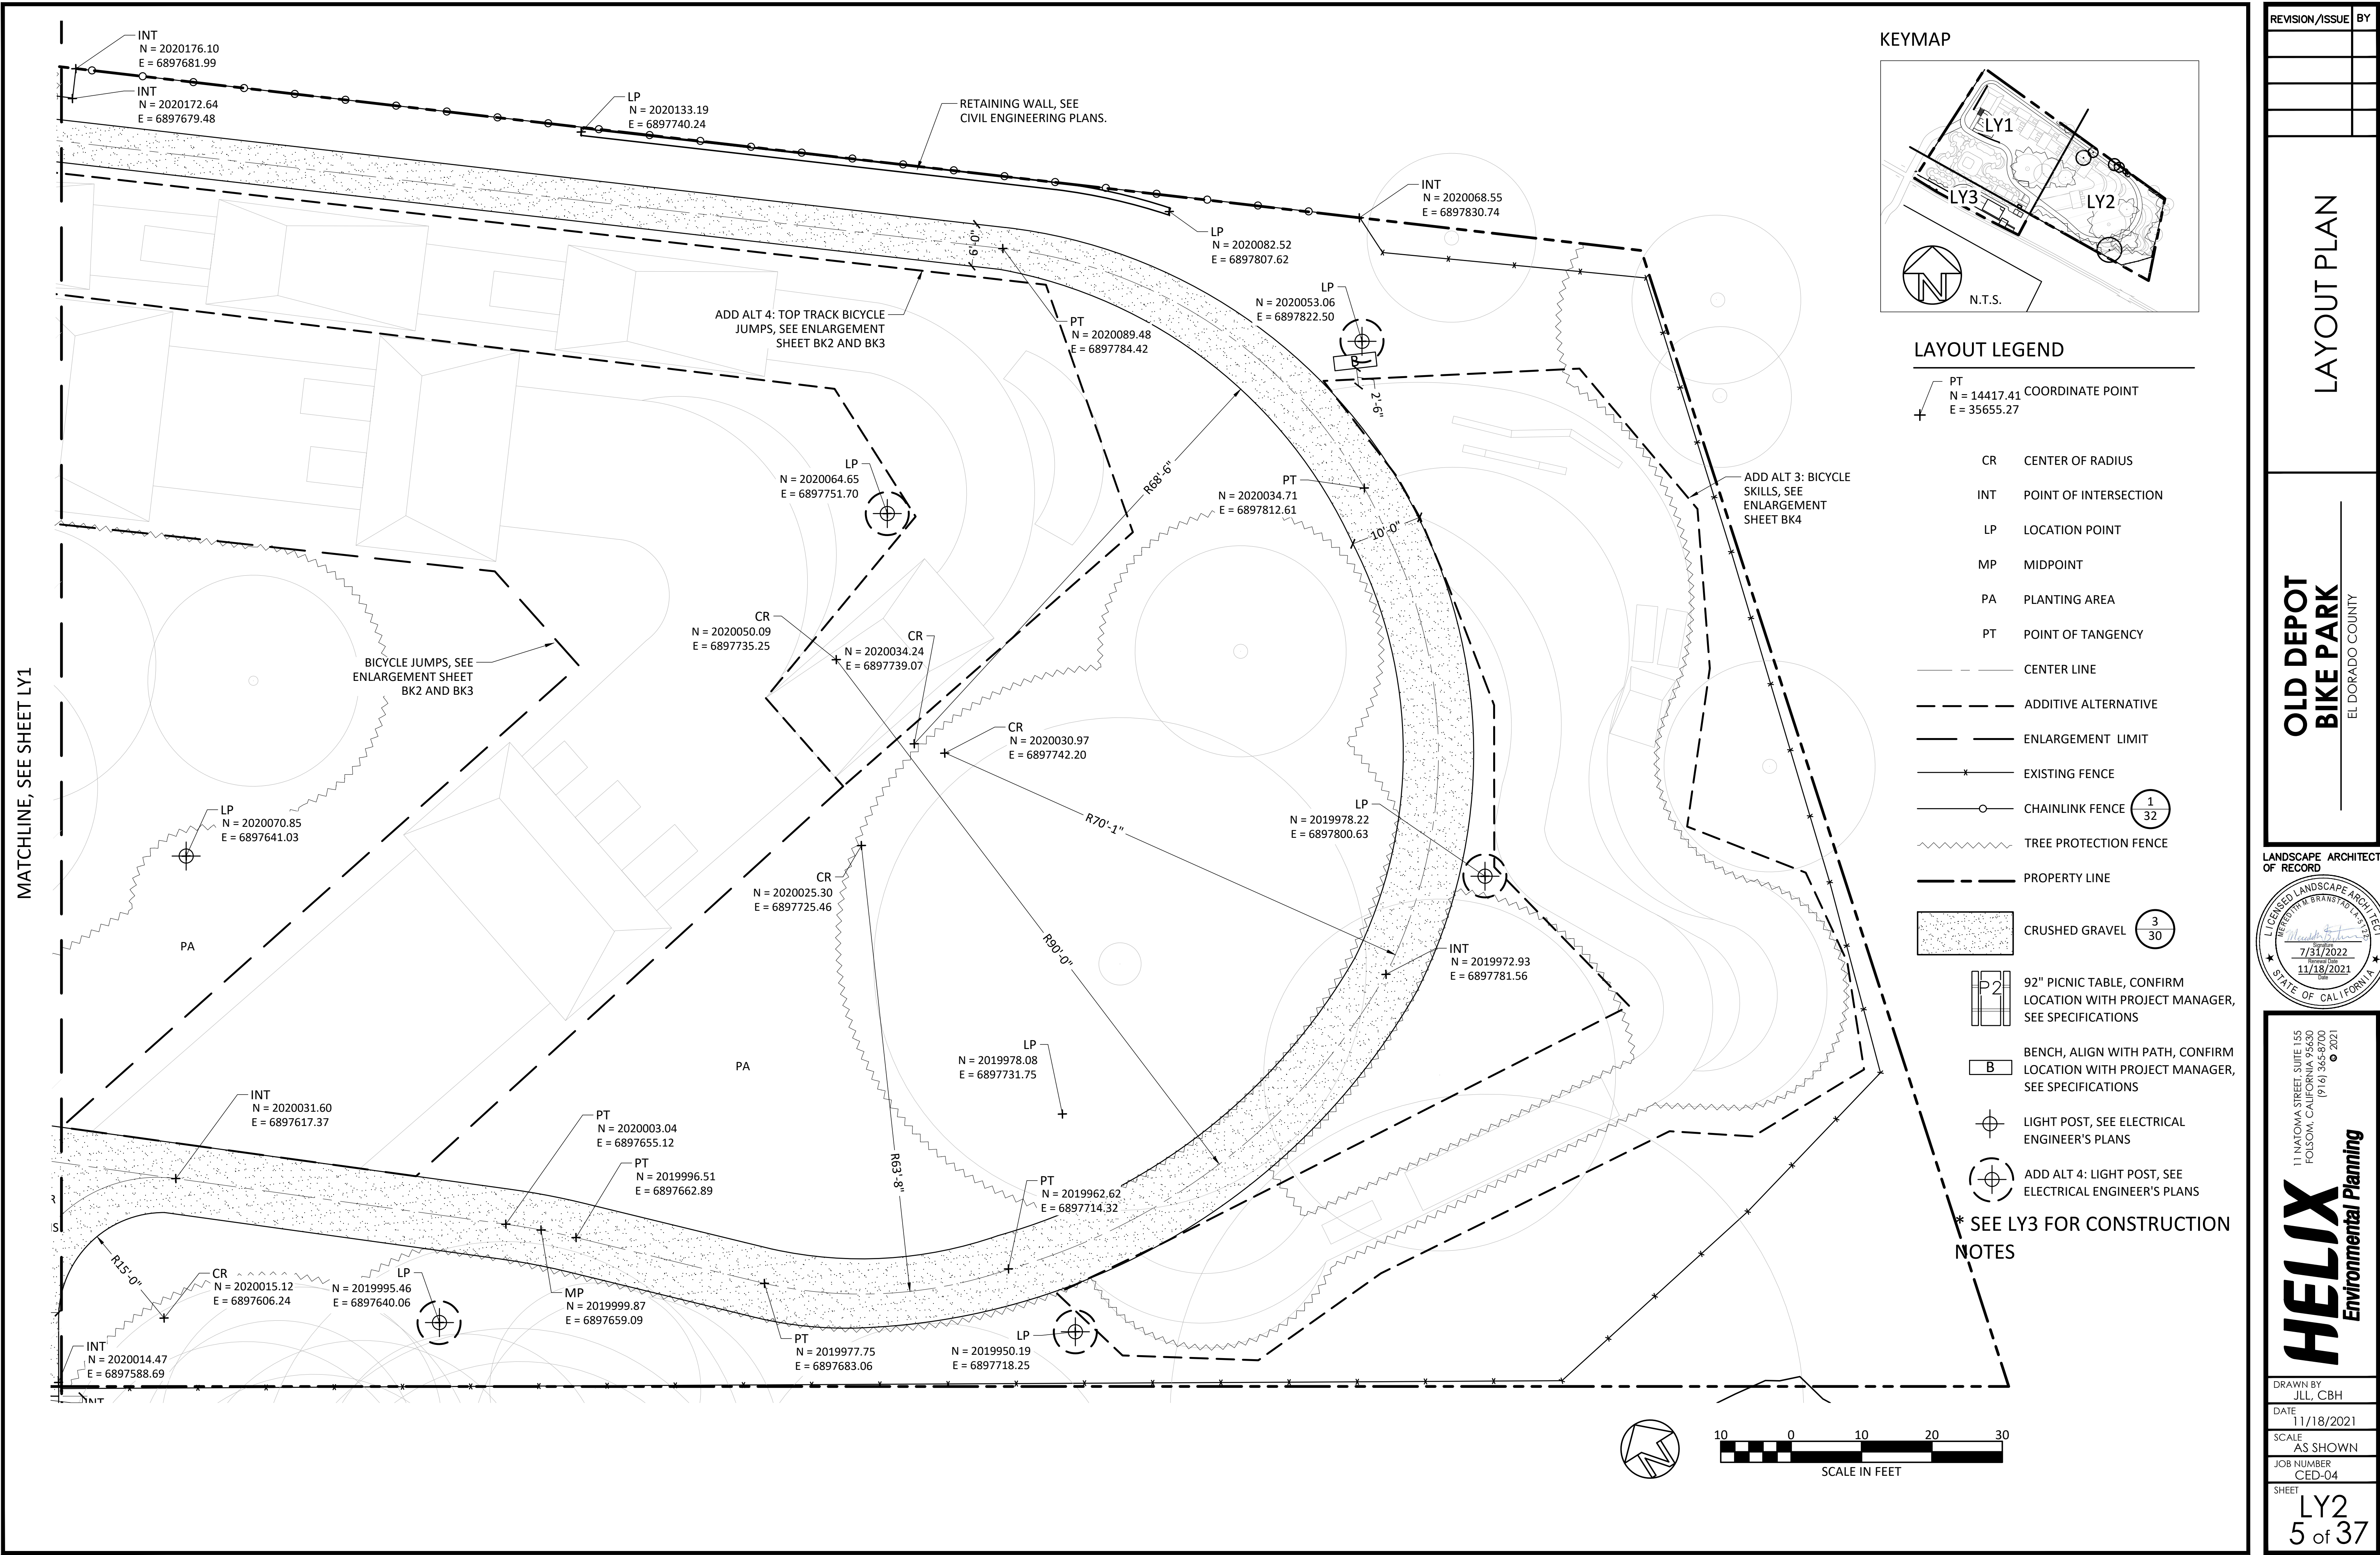 INT
N = 2020176.10
E = 6897681.99
INT
N = 2020172.64
E = 6897679.48
LP
N = 2020133.19
E = 6897740.24
RETAINING WALL, SEE
CIVIL ENGINEERING PLANS.
INT
N = 2020068.55
E = 6897830.74
LP
N = 2020082.52
E = 6897807.62
6'-0"
LP
N = 2020053.06
E = 6897822.50
B
2'-6"
ADD ALT 4: TOP TRACK BICYCLE
JUMPS, SEE ENLARGEMENT
SHEET BK2 AND BK3
PT
N = 2020089.48
E = 6897784.42
LP
N = 2020064.65
E = 6897751.70
R68'-6"
PT
N = 2020034.71
E = 6897812.61
10'-0"
ADD ALT 3: BICYCLE
SKILLS, SEE
ENLARGEMENT
SHEET BK4
CR
N = 2020050.09
E = 6897735.25
CR
N = 2020034.24
E = 6897739.07
BICYCLE JUMPS, SEE
ENLARGEMENT SHEET
BK2 AND BK3
MATCHLINE, SEE SHEET LY1
CR
N = 2020030.97
E = 6897742.20
R70'-1"
LP
N = 2019978.22
E = 6897800.63
LP
N = 2020070.85
E = 6897641.03
CR
N = 2020025.30
E = 6897725.46
PA
R90'-0"
INT
N = 2019972.93
E = 6897781.56
LP
N = 2019978.08
E = 6897731.75
PA
INT
N = 2020031.60
E = 6897617.37
PT
N = 2020003.04
E = 6897655.12
PT
N = 2019996.51
E = 6897662.89
R63'-8"
PT
N = 2019962.62
E = 6897714.32
R
IS
R15'-0"
CR
N = 2020015.12
E = 6897606.24
LP
N = 2019995.46
E = 6897640.06
MP
N = 2019999.87
E = 6897659.09
PT
N = 2019977.75
E = 6897683.06
LP
N = 2019950.19
E = 6897718.25
INT
N = 2020014.47
E = 6897588.69
INT
N
10 0 10 20 30
SCALE IN FEET
KEYMAP
LY1
LY2
LY3
N
N.T.S.
LAYOUT LEGEND
PT
N = 14417.41
E = 35655.27
COORDINATE POINT
CR CENTER OF RADIUS
INT POINT OF INTERSECTION
LP LOCATION POINT
MP MIDPOINT
PA PLANTING AREA
PT POINT OF TANGENCY
CENTER LINE
ADDITIVE ALTERNATIVE
ENLARGEMENT LIMIT
EXISTING FENCE
CHAINLINK FENCE 1
32
TREE PROTECTION FENCE
PROPERTY LINE
CRUSHED GRAVEL 3
30
P2
92" PICNIC TABLE, CONFIRM
LOCATION WITH PROJECT MANAGER,
SEE SPECIFICATIONS
B
BENCH, ALIGN WITH PATH, CONFIRM
LOCATION WITH PROJECT MANAGER,
SEE SPECIFICATIONS
LIGHT POST, SEE ELECTRICAL
ENGINEER'S PLANS
ADD ALT 4: LIGHT POST, SEE
ELECTRICAL ENGINEER'S PLANS
* SEE LY3 FOR CONSTRUCTION
NOTES
REVISION/ISSUE BY
LAYOUT PLAN
OLD DEPOT
BIKE PARK
EL DORADO COUNTY
LANDSCAPE ARCHITECT
OF RECORD
LICENSED LANDSCAPE ARCHITECT
MEREDITH M. BRANSTAD LA-5122
Signature
7/31/2022
Renewal Date
11/18/2021
Date
STATE OF CALIFORNIA
11 NATOMA STREET, SUITE 155
FOLSOM, CALIFORNIA 95630
(916) 365-8700
© 2021
HELIX
Environmental Planning
DRAWN BY
JLL, CBH
DATE
11/18/2021
SCALE
AS SHOWN
JOB NUMBER
CED-04
SHEET
LY2
5 of 37